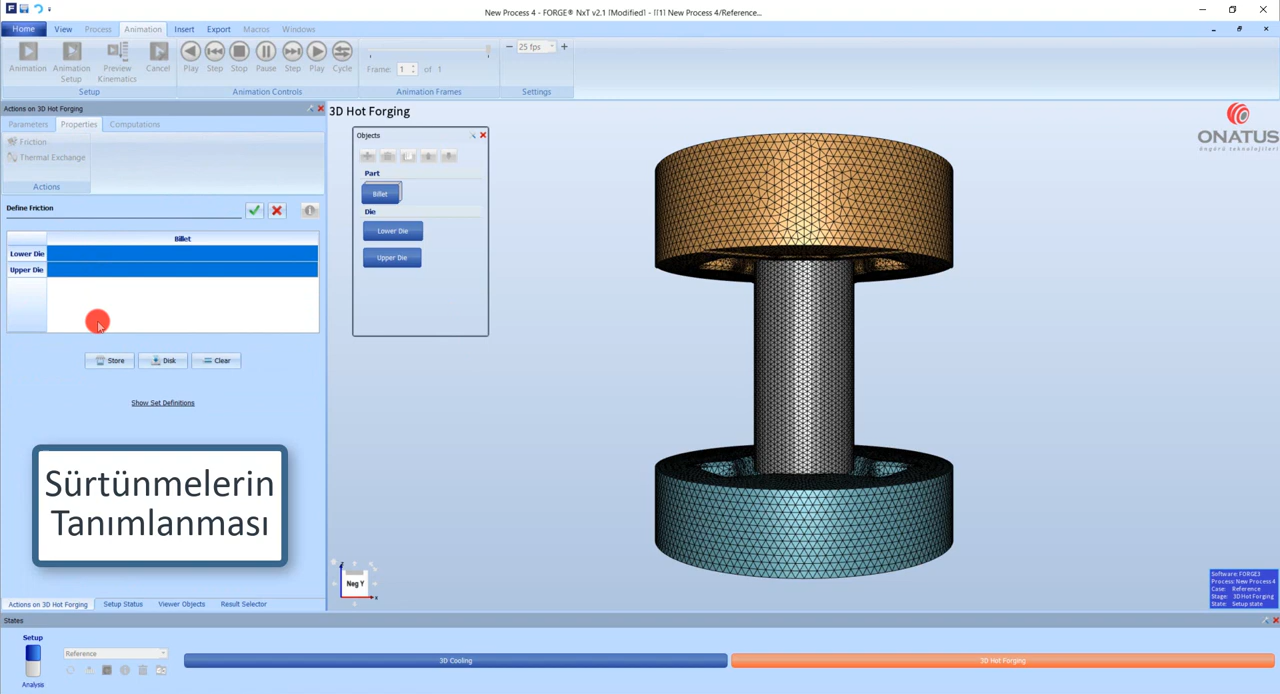 New Process 4 - FORGE® NxT v2.1 [Modified] - [[1] New Process 4/Reference...
Home View Process Animation Insert Export Macros Windows
Animation
Animation Setup
Preview Kinematics
Cancel
Play Step Stop Pause Step Play Cycle
Frame: 1 of 1
25 fps
Setup Animation Controls Animation Frames Settings
Actions on 3D Hot Forging
Parameters Properties Computations
Friction
Thermal Exchange
Actions
Define Friction
Billet
Lower Die
Upper Die
Store Disk Clear
Show Set Definitions
Sürtünmelerin
Tanımlanması
3D Hot Forging
Objects
Part
Billet
Die
Lower Die
Upper Die
ONATUS
öngörü teknolojileri
Neg Y
x
Software: FORGE3
Process: New Process 4
Case: Reference
Stage: 3D Hot Forging
State: Setup state
Actions on 3D Hot Forging Setup Status Viewer Objects Result Selector
States
Setup
Reference
Analysis
3D Cooling
3D Hot Forging